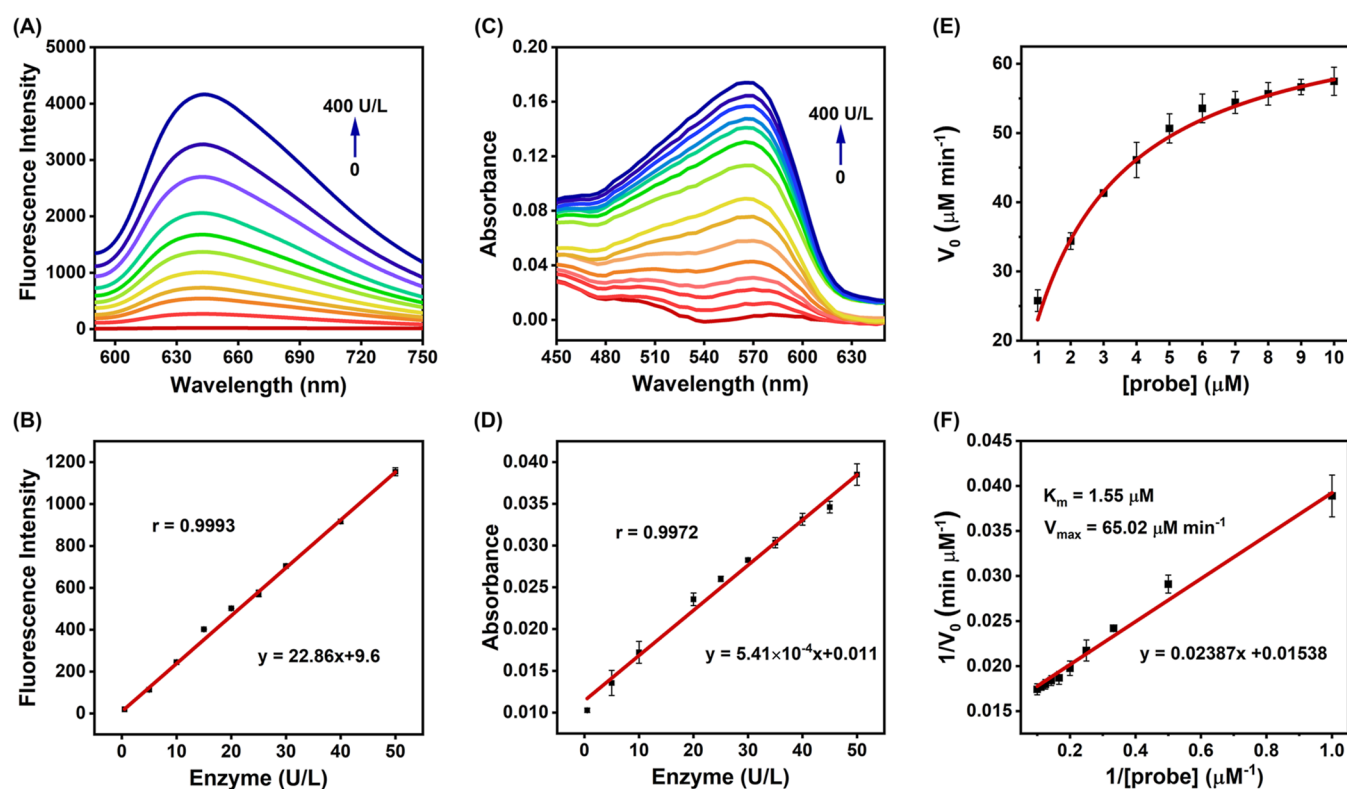 (A)
5000
4000
3000
2000
1000
0
Fluorescence Intensity
400 U/L
0
600 630 660 690 720 750
Wavelength (nm)
(C)
0.20
0.16
0.12
0.08
0.04
0.00
Absorbance
400 U/L
0
450 480 510 540 570 600 630
Wavelength (nm)
(E)
60
50
40
30
20
V₀ (μM min⁻¹)
1 2 3 4 5 6 7 8 9 10
[probe] (μM)
(B)
1200
1000
800
600
400
200
0
Fluorescence Intensity
r = 0.9993
y = 22.86x+9.6
0 10 20 30 40 50
Enzyme (U/L)
(D)
0.040
0.035
0.030
0.025
0.020
0.015
0.010
Absorbance
r = 0.9972
y = 5.41×10⁻⁴x+0.011
0 10 20 30 40 50
Enzyme (U/L)
(F)
0.045
0.040
0.035
0.030
0.025
0.020
0.015
1/V₀ (min μM⁻¹)
Kₘ = 1.55 μM
Vₘₐₓ = 65.02 μM min⁻¹
y = 0.02387x +0.01538
0.2 0.4 0.6 0.8 1.0
1/[probe] (μM⁻¹)